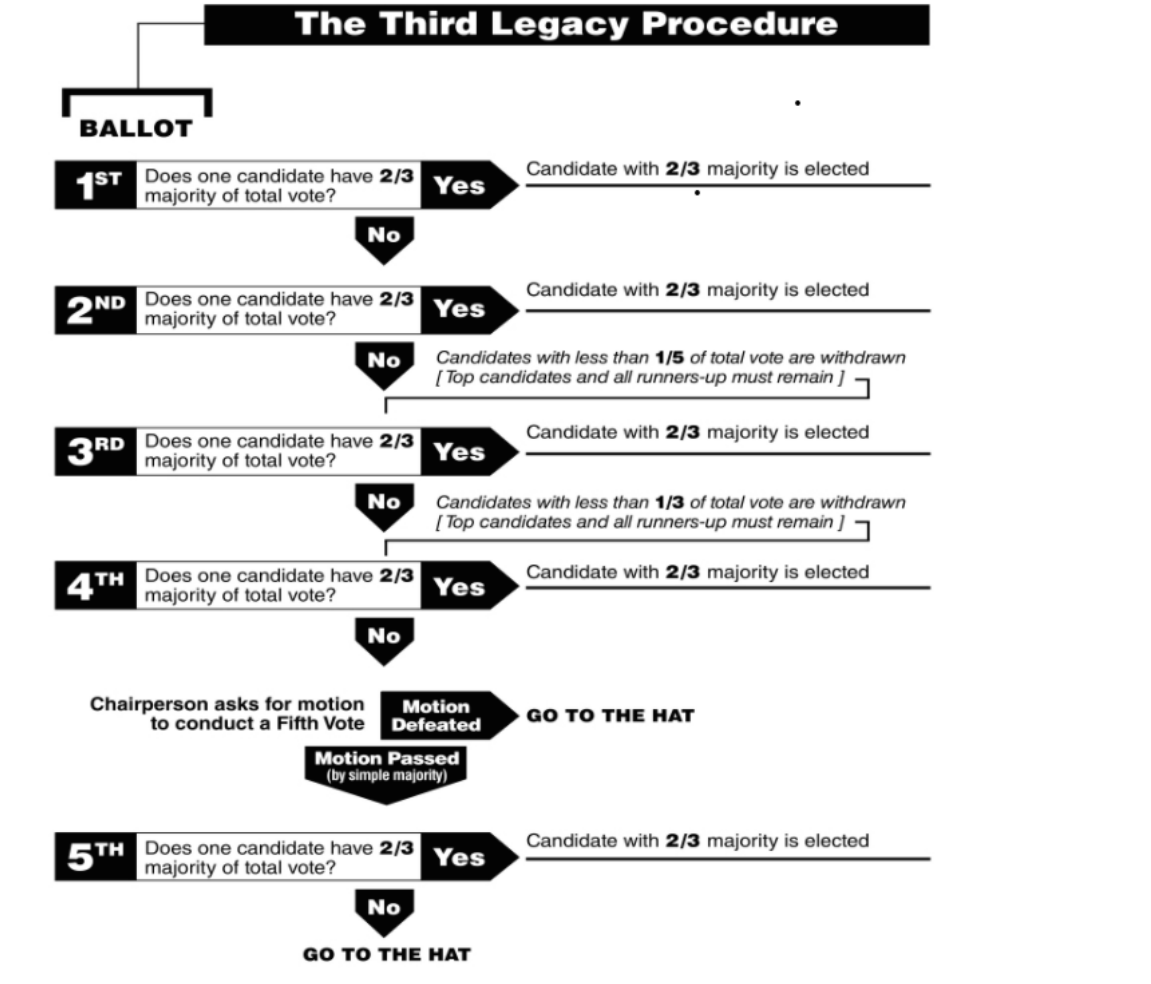 The Third Legacy Procedure
BALLOT
1ST Does one candidate have 2/3 majority of total vote? Yes Candidate with 2/3 majority is elected
No
2ND Does one candidate have 2/3 majority of total vote? Yes Candidate with 2/3 majority is elected
No
Candidates with less than 1/5 of total vote are withdrawn
[ Top candidates and all runners-up must remain ]
3RD Does one candidate have 2/3 majority of total vote? Yes Candidate with 2/3 majority is elected
No
Candidates with less than 1/3 of total vote are withdrawn
[ Top candidates and all runners-up must remain ]
4TH Does one candidate have 2/3 majority of total vote? Yes Candidate with 2/3 majority is elected
No
Chairperson asks for motion
to conduct a Fifth Vote
Motion
Defeated
GO TO THE HAT
Motion Passed
(by simple majority)
5TH Does one candidate have 2/3 majority of total vote? Yes Candidate with 2/3 majority is elected
No
GO TO THE HAT